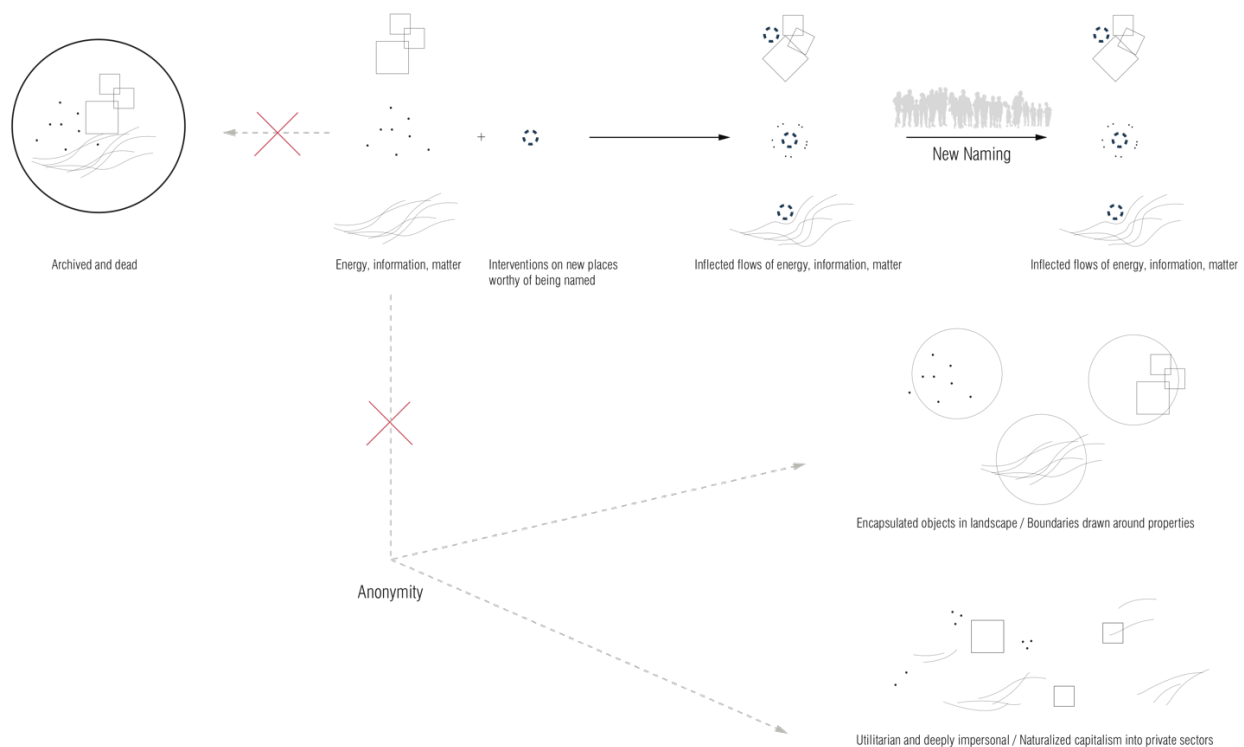 New Naming
Archived and dead
Energy, information, matter
Interventions on new places
worthy of being named
Inflected flows of energy, information, matter
Inflected flows of energy, information, matter
Encapsulated objects in landscape / Boundaries drawn around properties
Anonymity
Utilitarian and deeply impersonal / Naturalized capitalism into private sectors